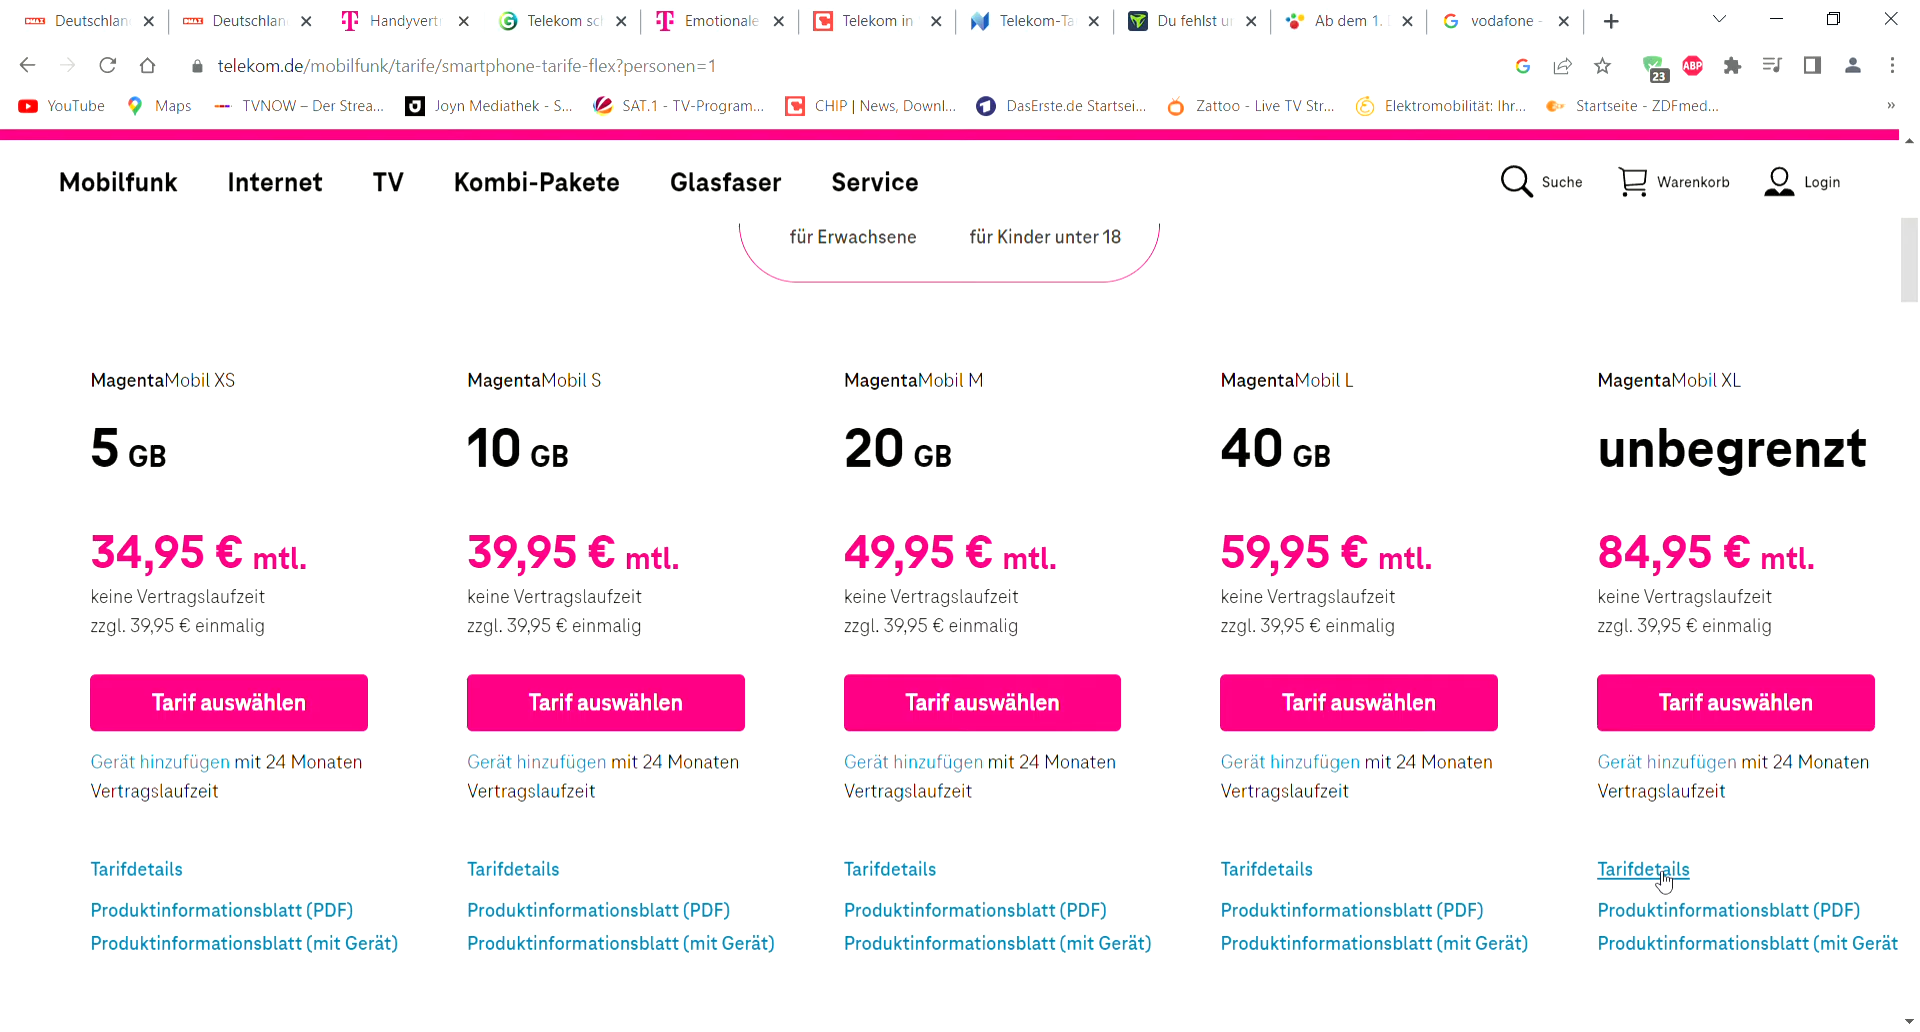 Deutschlan
Deutschlan
Handyvert
Telekom sc
Emotionale
Telekom in
Telekom-Ta
Du fehlst u
Ab dem 1.
vodafone -
telekom.de/mobilfunk/tarife/smartphone-tarife-flex?personen=1
23
ABP
YouTube
Maps
TVNOW – Der Strea...
Joyn Mediathek - S...
SAT.1 - TV-Program...
CHIP | News, Downl...
DasErste.de Startsei...
Zattoo - Live TV Str...
Elektromobilität: Ihr...
Startseite - ZDFmed...
»
Mobilfunk Internet TV Kombi-Pakete Glasfaser Service
Suche Warenkorb Login
für Erwachsene für Kinder unter 18
MagentaMobil XS
5 GB
34,95 € mtl.
keine Vertragslaufzeit
zzgl. 39,95 € einmalig
Tarif auswählen
Gerät hinzufügen mit 24 Monaten
Vertragslaufzeit
Tarifdetails
Produktinformationsblatt (PDF)
Produktinformationsblatt (mit Gerät)
MagentaMobil S
10 GB
39,95 € mtl.
keine Vertragslaufzeit
zzgl. 39,95 € einmalig
Tarif auswählen
Gerät hinzufügen mit 24 Monaten
Vertragslaufzeit
Tarifdetails
Produktinformationsblatt (PDF)
Produktinformationsblatt (mit Gerät)
MagentaMobil M
20 GB
49,95 € mtl.
keine Vertragslaufzeit
zzgl. 39,95 € einmalig
Tarif auswählen
Gerät hinzufügen mit 24 Monaten
Vertragslaufzeit
Tarifdetails
Produktinformationsblatt (PDF)
Produktinformationsblatt (mit Gerät)
MagentaMobil L
40 GB
59,95 € mtl.
keine Vertragslaufzeit
zzgl. 39,95 € einmalig
Tarif auswählen
Gerät hinzufügen mit 24 Monaten
Vertragslaufzeit
Tarifdetails
Produktinformationsblatt (PDF)
Produktinformationsblatt (mit Gerät)
MagentaMobil XL
unbegrenzt
84,95 € mtl.
keine Vertragslaufzeit
zzgl. 39,95 € einmalig
Tarif auswählen
Gerät hinzufügen mit 24 Monaten
Vertragslaufzeit
Tarifdetails
Produktinformationsblatt (PDF)
Produktinformationsblatt (mit Gerät